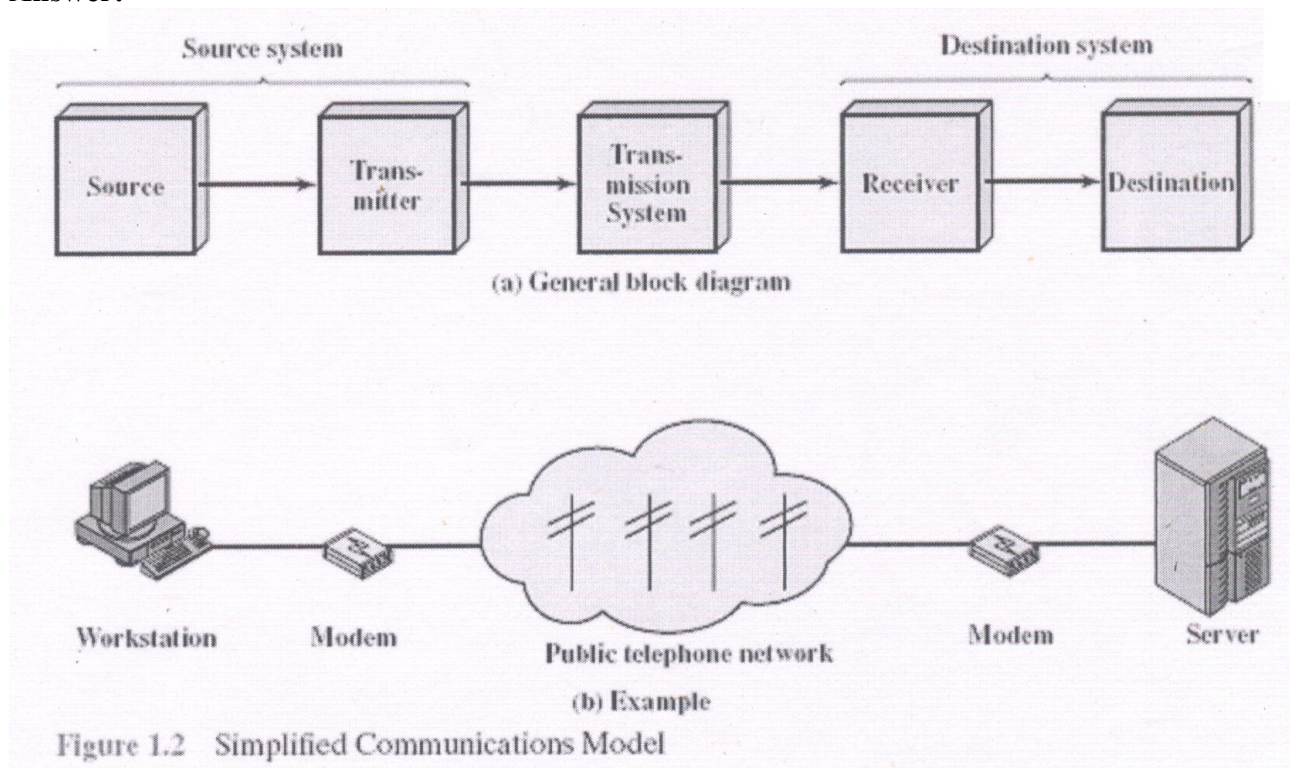 Source system
Destination system
Source
Trans-
mitter
Trans-
mission
System
Receiver
Destination
(a) General block diagram
Workstation
Modem
Public telephone network
Modem
Server
(b) Example
Figure 1.2 Simplified Communications Model